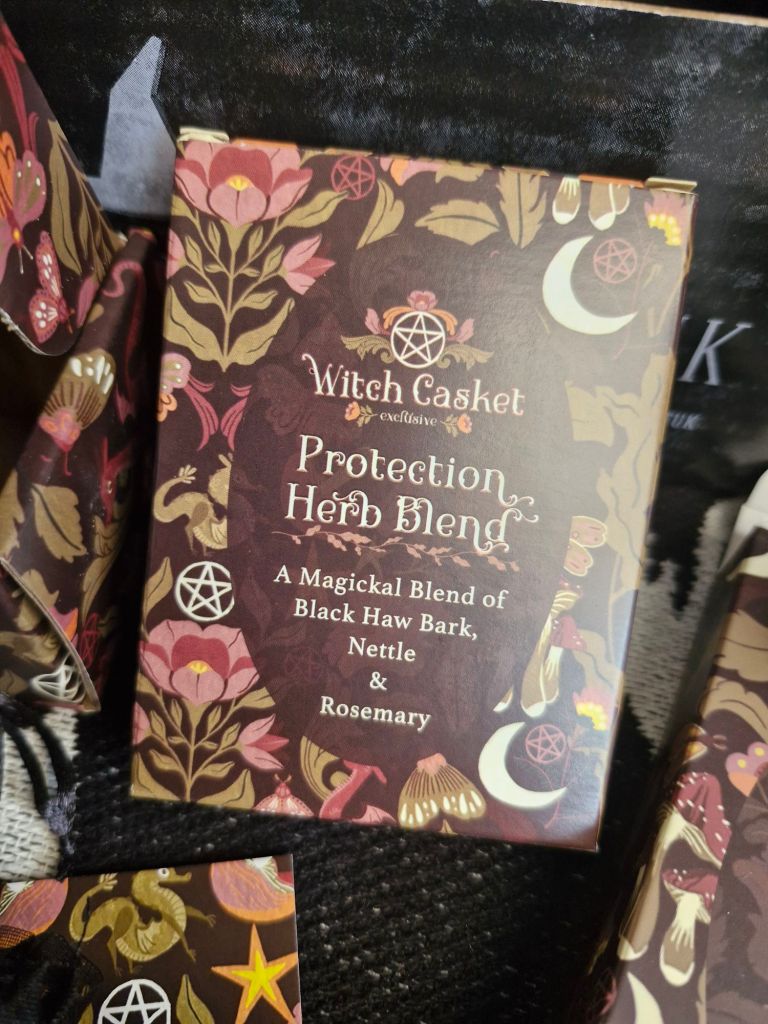 Witch Casket
exclusive
Protection
Herb Blend
A Magickal Blend of
Black Haw Bark,
Nettle
&
Rosemary